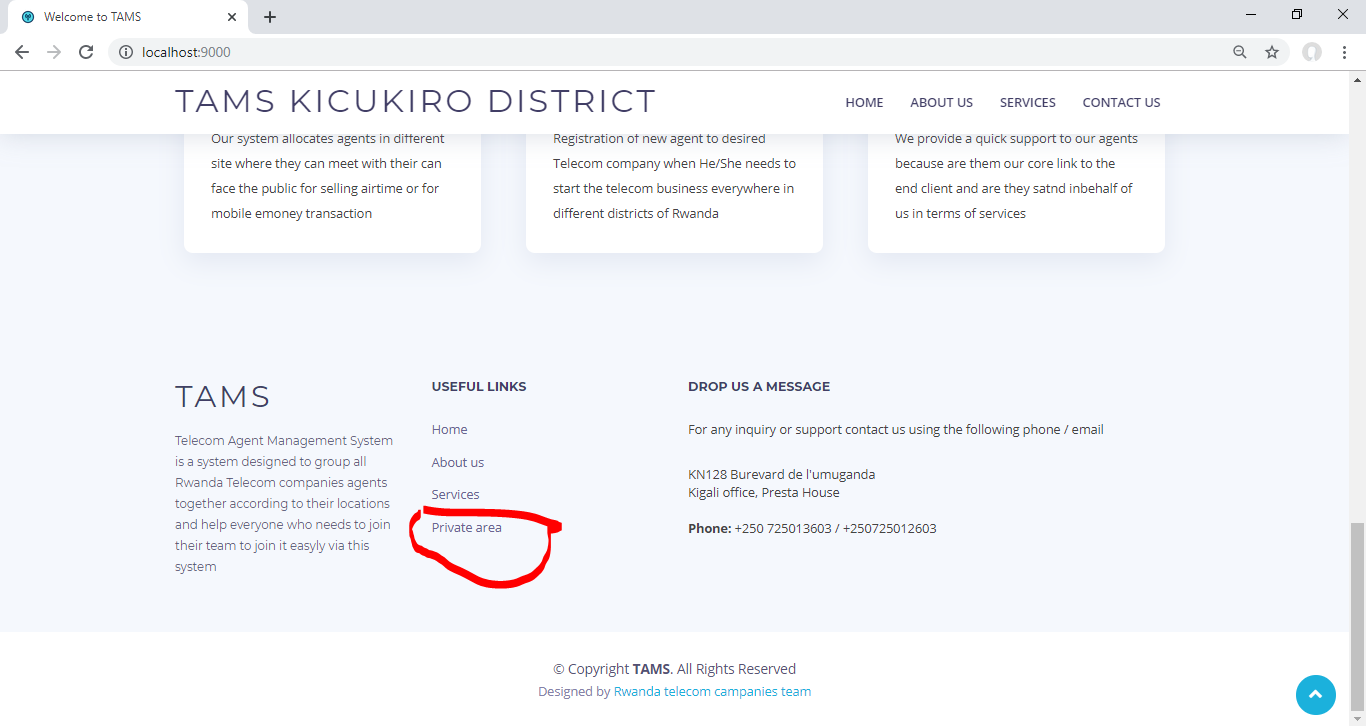 Welcome to TAMS
localhost:9000
TAMS KICUKIRO DISTRICT
HOME ABOUT US SERVICES CONTACT US
Our system allocates agents in different
site where they can meet with their can
face the public for selling airtime or for
mobile emoney transaction
Registration of new agent to desired
Telecom company when He/She needs to
start the telecom business everywhere in
different districts of Rwanda
We provide a quick support to our agents
because are them our core link to the
end client and are they satnd inbehalf of
us in terms of services
TAMS
Telecom Agent Management System
is a system designed to group all
Rwanda Telecom companies agents
together according to their locations
and help everyone who needs to join
their team to join it easyly via this
system
USEFUL LINKS
Home
About us
Services
Private area
DROP US A MESSAGE
For any inquiry or support contact us using the following phone / email
KN128 Burevard de l'umuganda
Kigali office, Presta House
Phone: +250 725013603 / +250725012603
© Copyright TAMS. All Rights Reserved
Designed by Rwanda telecom campanies team